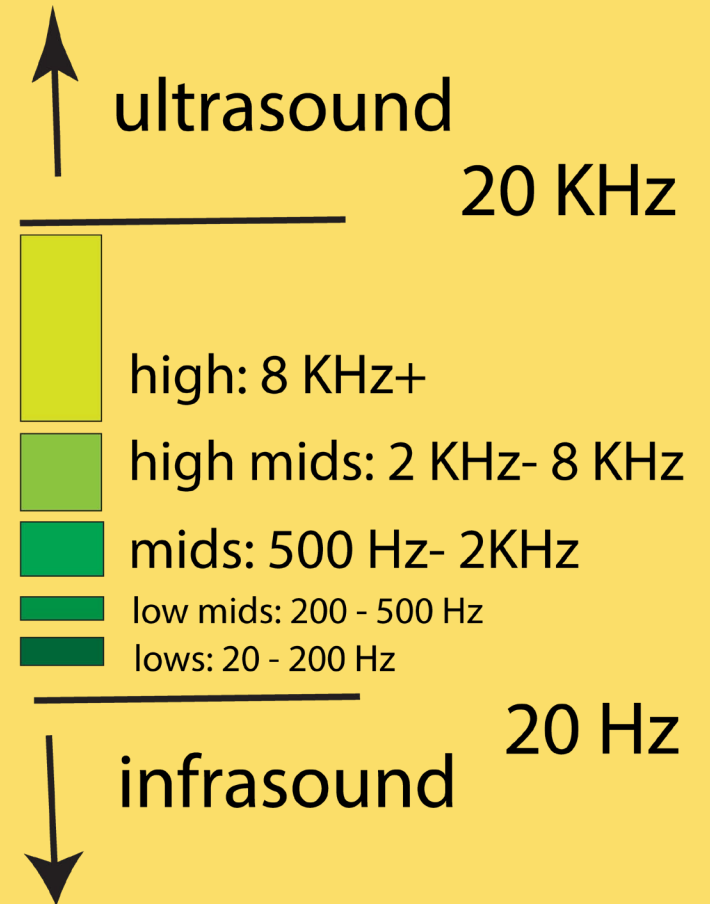 ultrasound
20 KHz
high: 8 KHz+
high mids: 2 KHz- 8 KHz
mids: 500 Hz- 2KHz
low mids: 200 - 500 Hz
lows: 20 - 200 Hz
20 Hz
infrasound